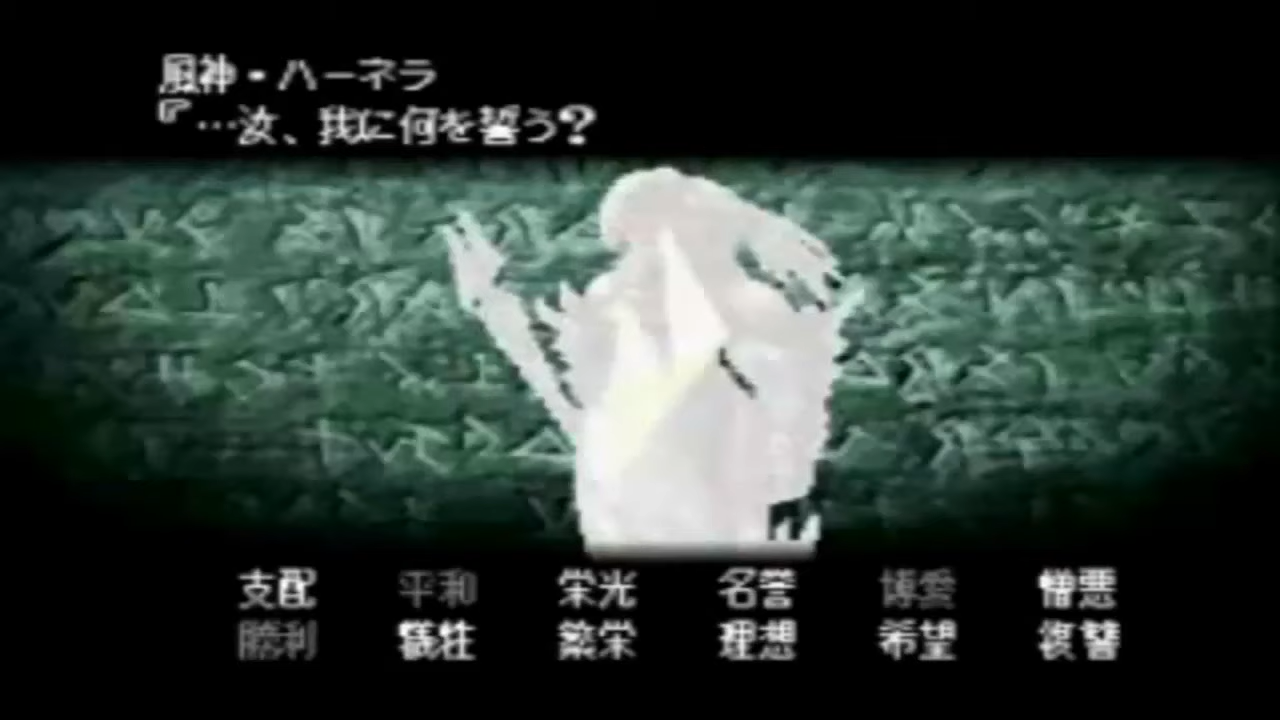 風神・ハーネラ
『…汝、我に何を誓う?
支配 平和 栄光 名誉 博愛 憎悪
勝利 犠牲 繁栄 理想 希望 復讐